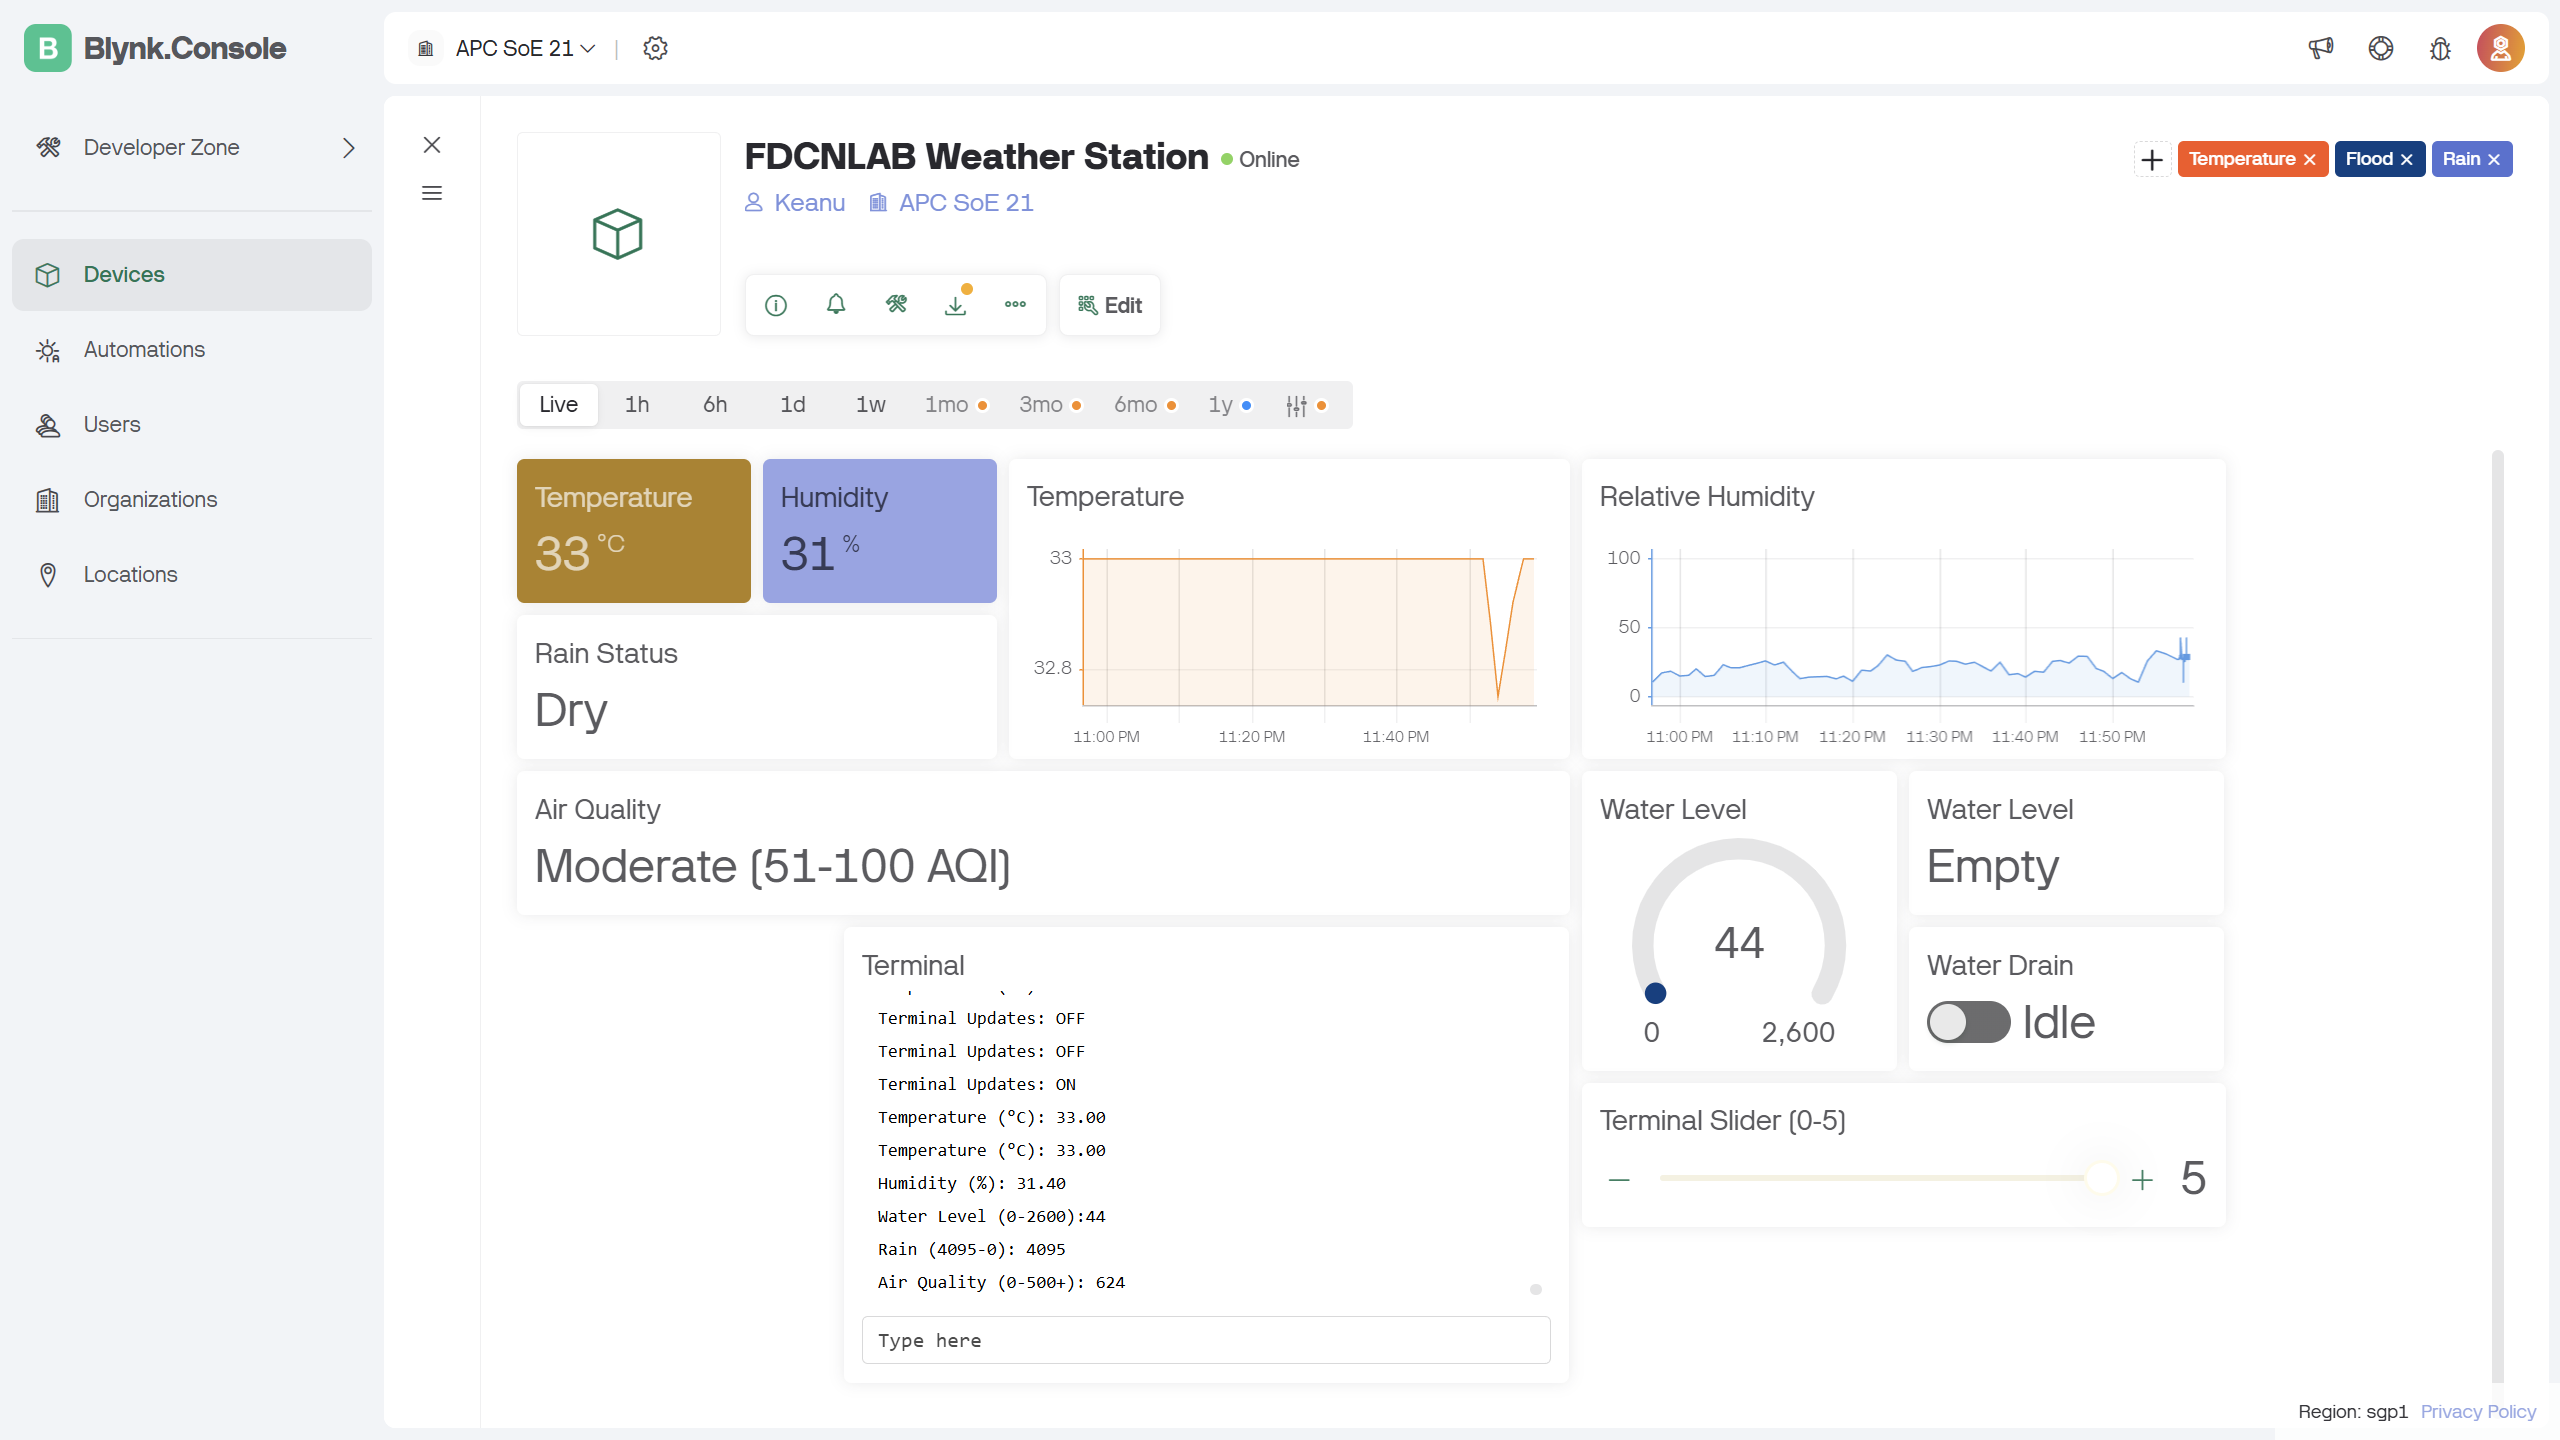 B Blynk.Console
APC SoE 21
Developer Zone
Devices
Automations
Users
Organizations
Locations
FDCNLAB Weather Station Online
Keanu APC SoE 21
Temperature Flood Rain
Edit
Live 1h 6h 1d 1w 1mo 3mo 6mo 1y
Temperature
33 °C
Humidity
31 %
Rain Status
Dry
Temperature
33
32.8
11:00 PM 11:20 PM 11:40 PM
Relative Humidity
100
50
0
11:00 PM 11:10 PM 11:20 PM 11:30 PM 11:40 PM 11:50 PM
Air Quality
Moderate (51-100 AQI)
Water Level
44
0 2,600
Water Level
Empty
Water Drain
Idle
Terminal
Terminal Updates: OFF
Terminal Updates: OFF
Terminal Updates: ON
Temperature (°C): 33.00
Temperature (°C): 33.00
Humidity (%): 31.40
Water Level (0-2600):44
Rain (4095-0): 4095
Air Quality (0-500+): 624
Type here
Terminal Slider (0-5)
5
Region: sgp1 Privacy Policy